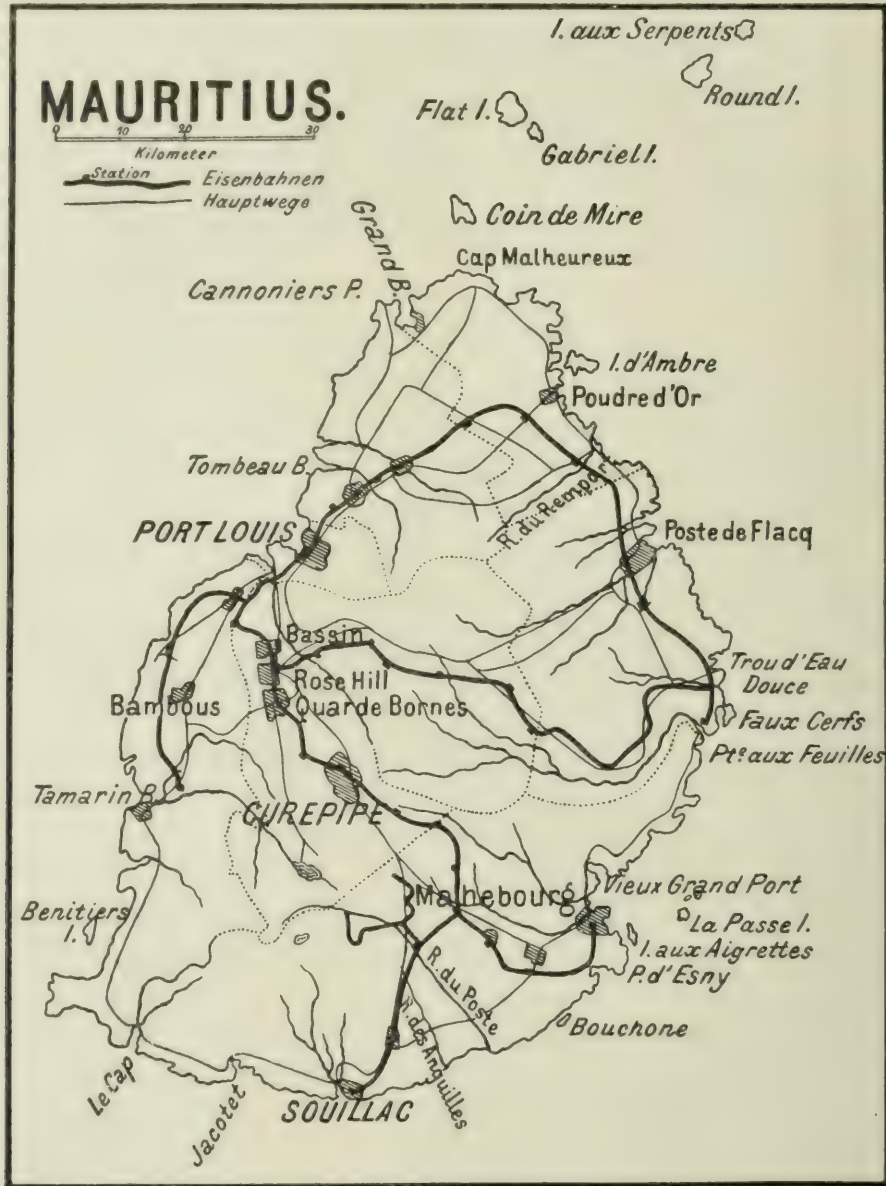 I. aux Serpents
MAURITIUS.
Round I.
Flat I.
Gabriel I.
0 10 20 30
Kilometer
Station
Eisenbahnen
Hauptwege
Coin de Mire
Grand B.
Cap Malheureux
Cannoniers P.
I. d'Ambre
Poudre d'Or
Tombeau B.
R. du Rempar
PORT LOUIS
Poste de Flacq
Bassin
Trou d'Eau
Douce
Rose Hill
Bambous
Quarde Bornes
Faux Cerfs
Pte. aux Feuilles
Tamarin B.
CUREPIPE
Malhebourg
Vieux Grand Port
Benitiers
I.
La Passe I.
I. aux Aigrettes
P. d'Esny
R. du Poste
R. des Anguilles
Bouchone
Le Cap
Jacotet
SOUILLAC